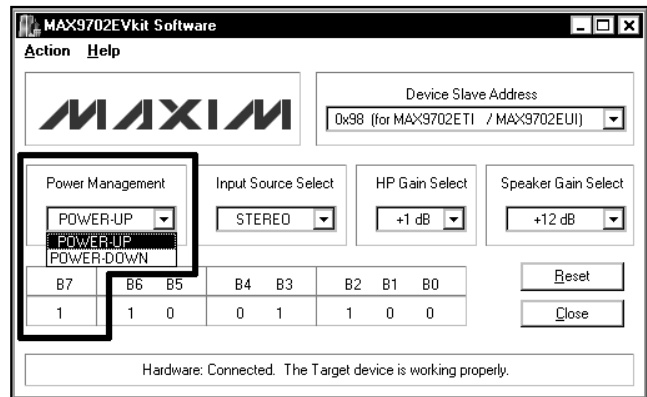 MAX9702EVkit Software
Action Help
MAXIM
Device Slave Address
0x98 (for MAX9702ETI / MAX9702EUI)
Power Management
Input Source Select
HP Gain Select
Speaker Gain Select
POWER-UP
STEREO
+1 dB
+12 dB
POWER-UP
POWER-DOWN
B7 B6 B5 B4 B3 B2 B1 B0
1 1 0 0 1 1 0 0
Reset
Close
Hardware: Connected. The Target device is working properly.